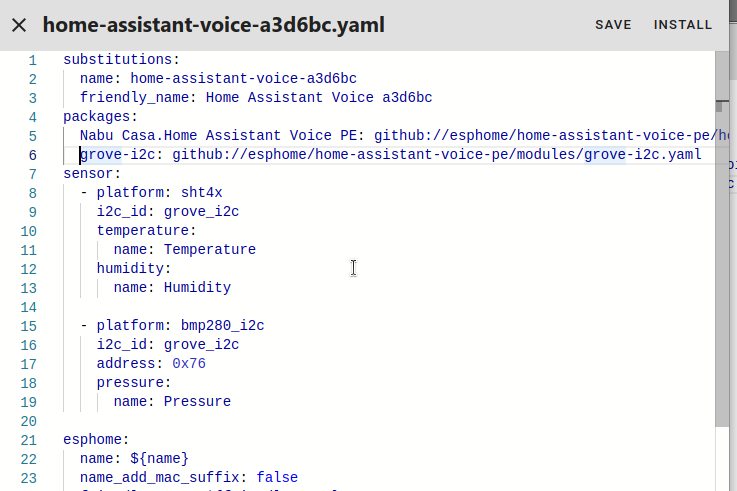 home-assistant-voice-a3d6bc.yaml SAVE INSTALL
1 substitutions:
2 name: home-assistant-voice-a3d6bc
3 friendly_name: Home Assistant Voice a3d6bc
4 packages:
5 Nabu Casa.Home Assistant Voice PE: github://esphome/home-assistant-voice-pe/h
6 grove-i2c: github://esphome/home-assistant-voice-pe/modules/grove-i2c.yaml
7 sensor:
8 - platform: sht4x
9 i2c_id: grove_i2c
10 temperature:
11 name: Temperature
12 humidity:
13 name: Humidity
14
15 - platform: bmp280_i2c
16 i2c_id: grove_i2c
17 address: 0x76
18 pressure:
19 name: Pressure
20
21 esphome:
22 name: ${name}
23 name_add_mac_suffix: false